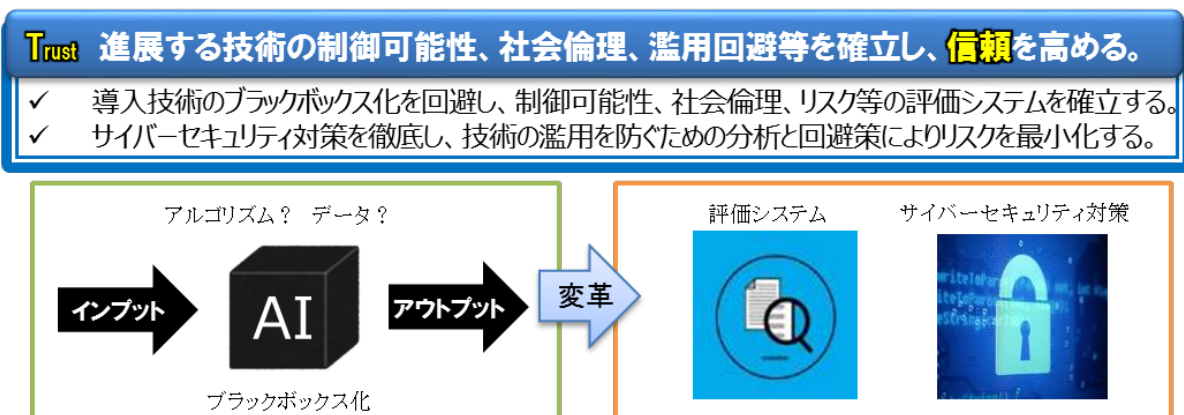 Trust 進展する技術の制御可能性、社会倫理、濫用回避等を確立し、信頼を高める。
✓ 導入技術のブラックボックス化を回避し、制御可能性、社会倫理、リスク等の評価システムを確立する。
✓ サイバーセキュリティ対策を徹底し、技術の濫用を防ぐための分析と回避策によりリスクを最小化する。
アルゴリズム? データ?
インプット
AI
アウトプット
ブラックボックス化
変革
評価システム
サイバーセキュリティ対策